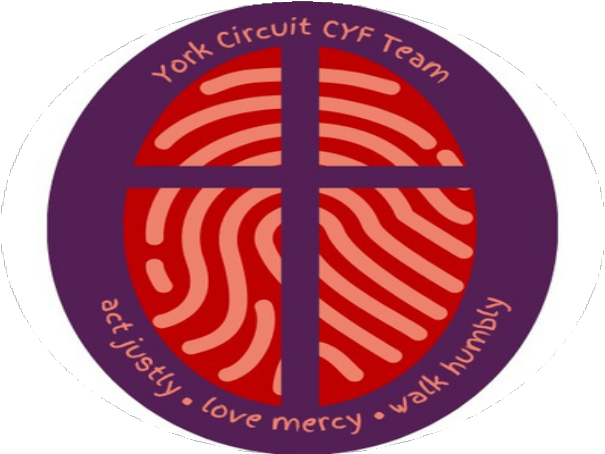 York Circuit CYF Team
act justly • love mercy • walk humbly